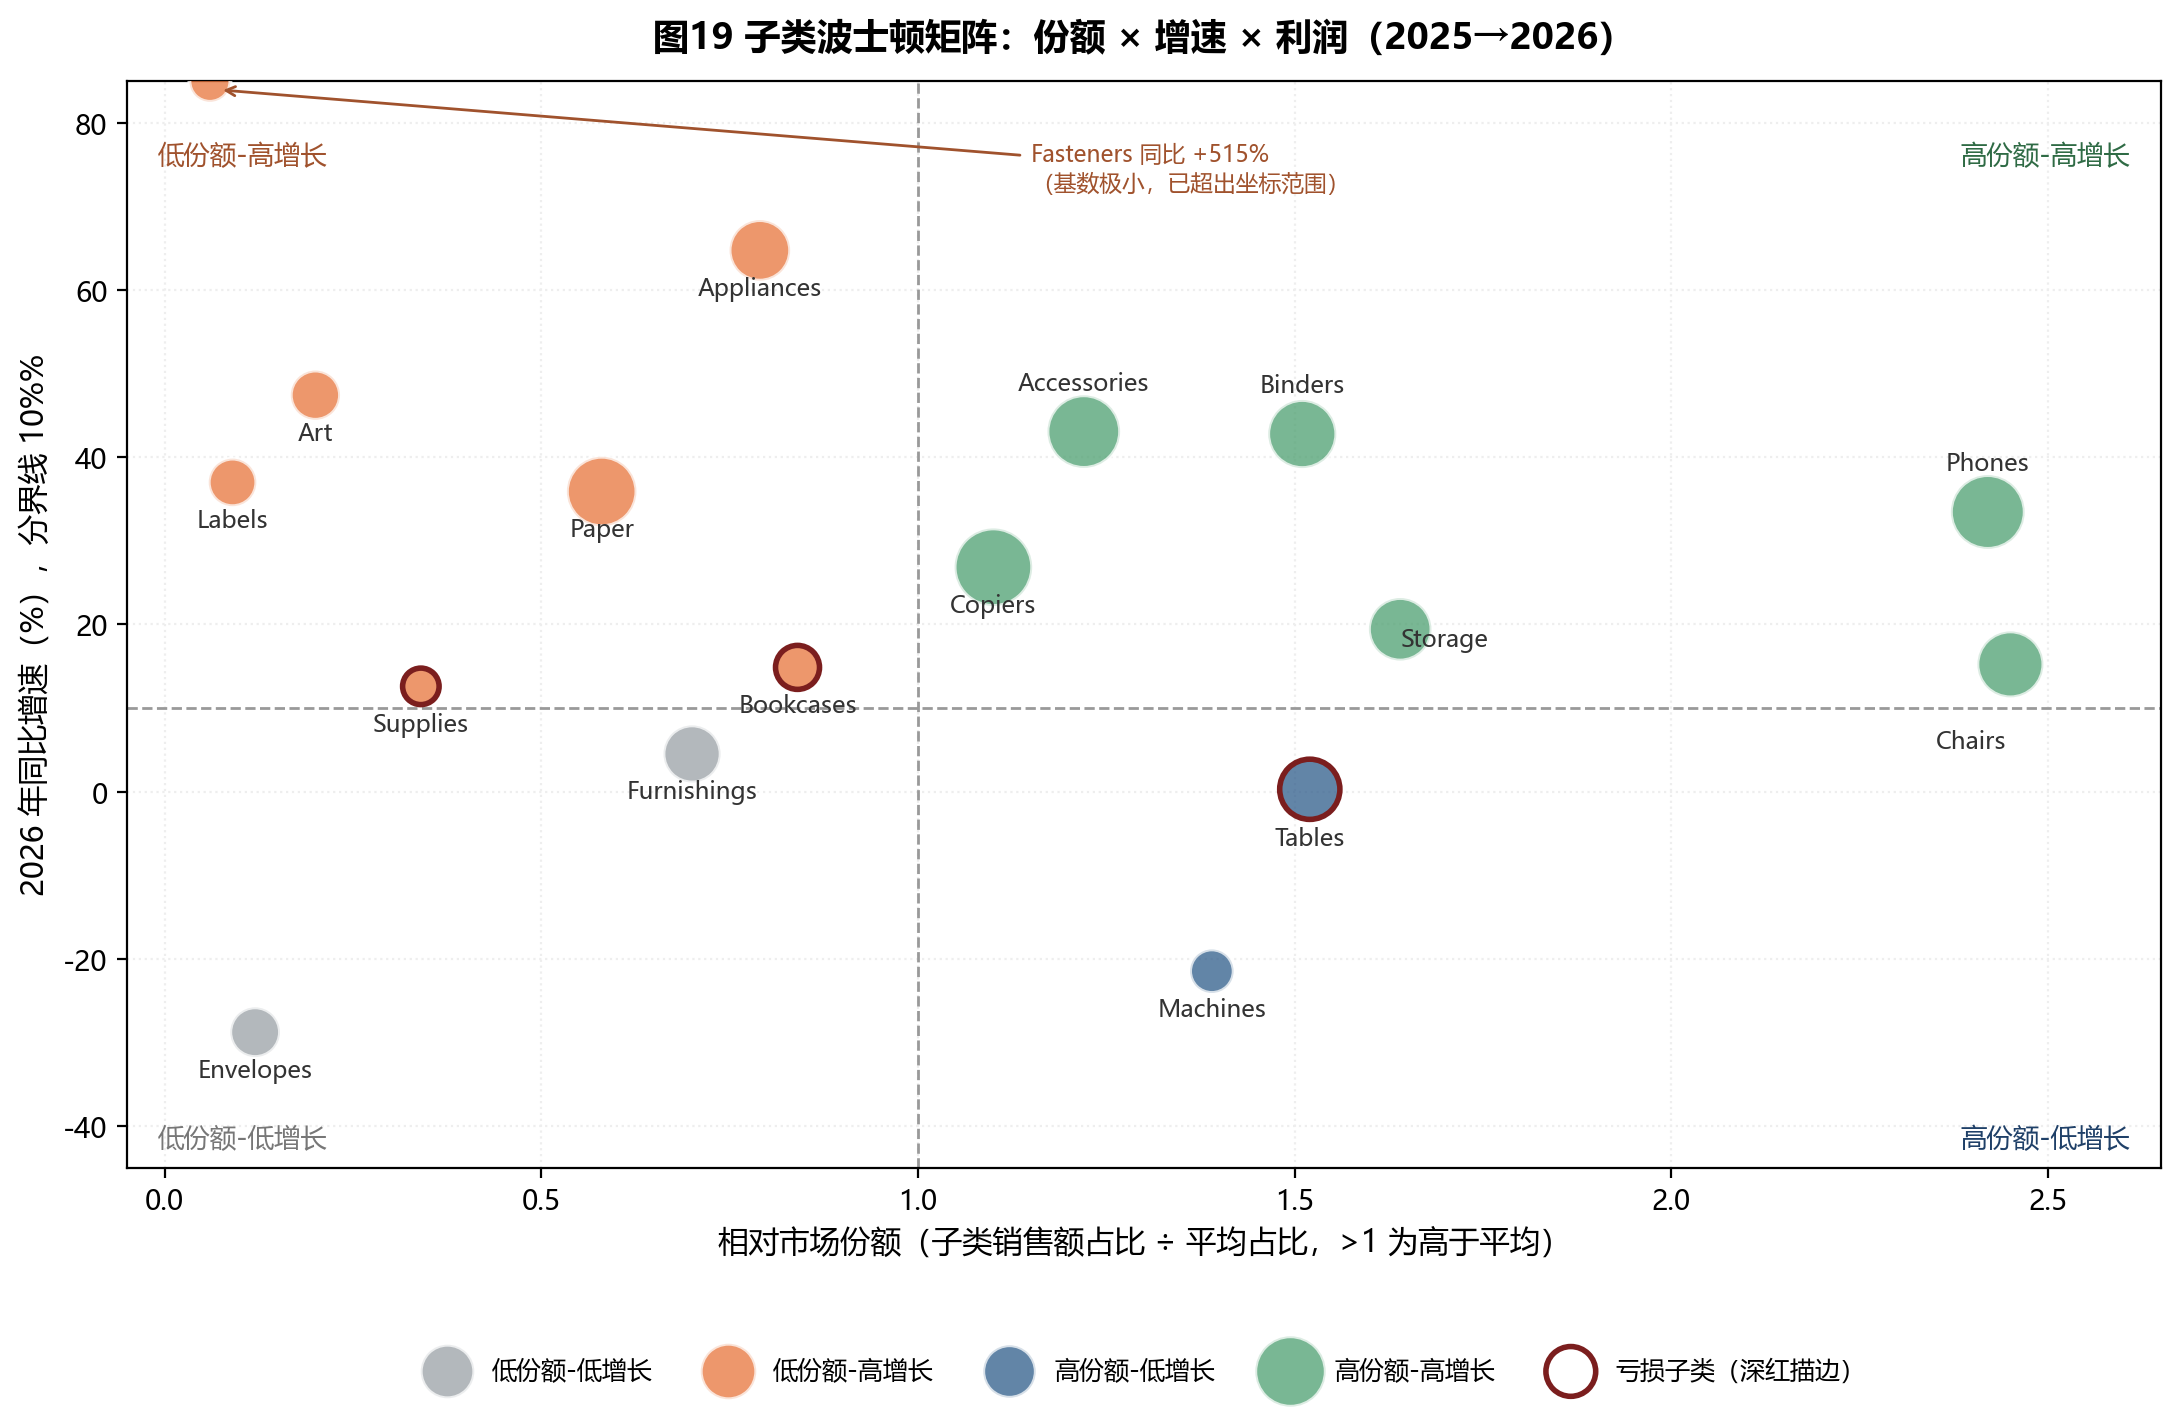 图19 子类波士顿矩阵：份额 × 增速 × 利润（2025→2026）
2026 年同比增速（%），分界线 10%%
80
60
40
20
0
-20
-40
低份额-高增长
高份额-高增长
Fasteners 同比 +515%
（基数极小，已超出坐标范围）
Appliances
Accessories
Binders
Art
Phones
Labels
Paper
Copiers
Storage
Bookcases
Supplies
Chairs
Furnishings
Tables
Machines
Envelopes
低份额-低增长
高份额-低增长
0.0
0.5
1.0
1.5
2.0
2.5
相对市场份额（子类销售额占比 ÷ 平均占比，>1 为高于平均）
低份额-低增长
低份额-高增长
高份额-低增长
高份额-高增长
亏损子类（深红描边）